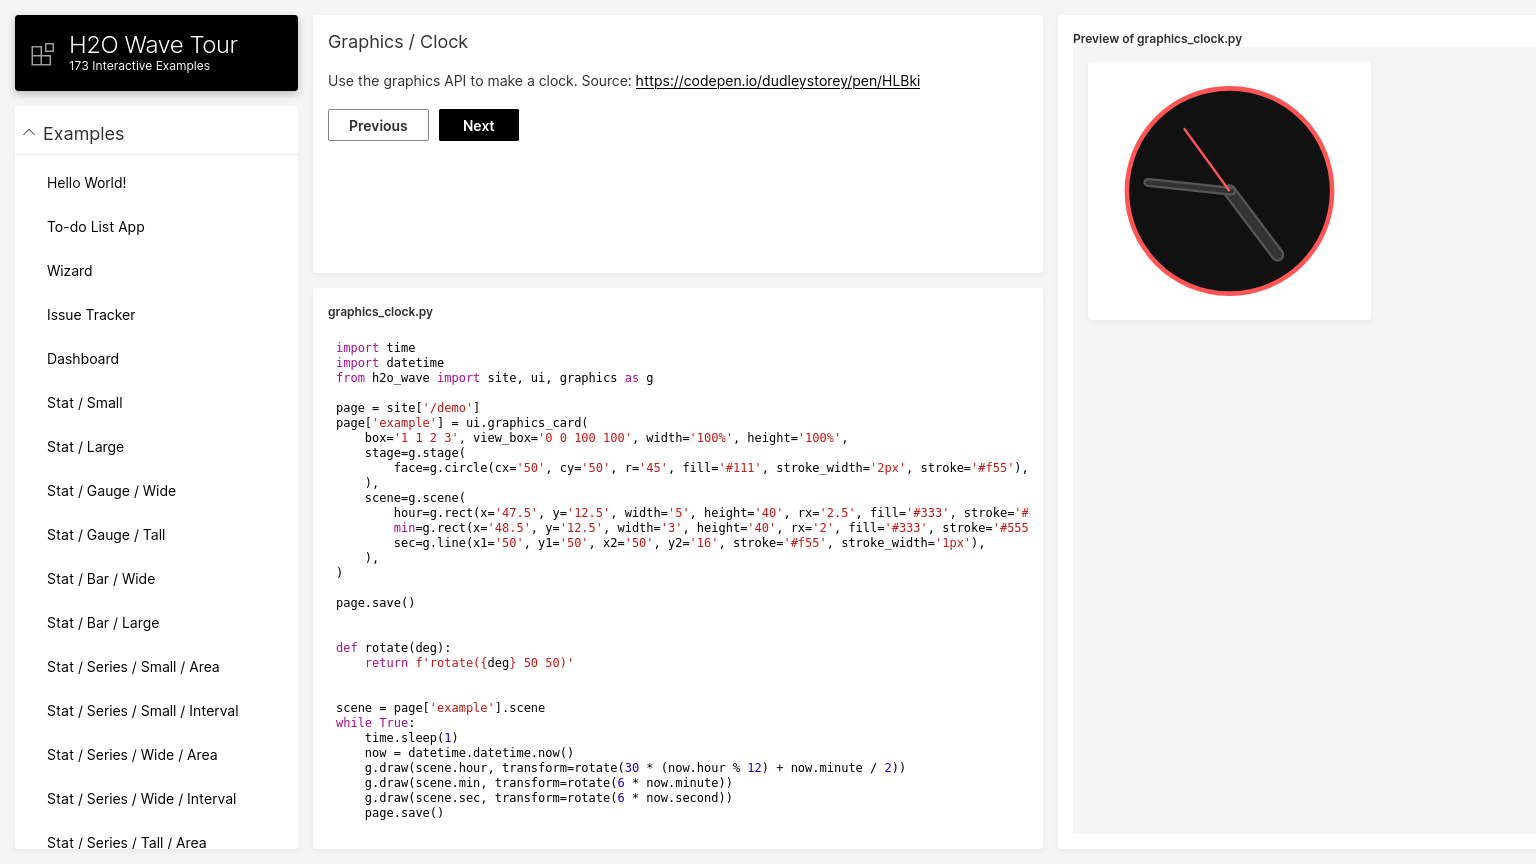 H2O Wave Tour
173 Interactive Examples
Examples
Hello World!
To-do List App
Wizard
Issue Tracker
Dashboard
Stat / Small
Stat / Large
Stat / Gauge / Wide
Stat / Gauge / Tall
Stat / Bar / Wide
Stat / Bar / Large
Stat / Series / Small / Area
Stat / Series / Small / Interval
Stat / Series / Wide / Area
Stat / Series / Wide / Interval
Stat / Series / Tall / Area
Graphics / Clock
Use the graphics API to make a clock. Source: https://codepen.io/dudleystorey/pen/HLBki
Previous
Next
graphics_clock.py
import time
import datetime
from h2o_wave import site, ui, graphics as g
page = site['/demo']
page['example'] = ui.graphics_card(
    box='1 1 2 3', view_box='0 0 100 100', width='100%', height='100%',
    stage=g.stage(
        face=g.circle(cx='50', cy='50', r='45', fill='#111', stroke_width='2px', stroke='#f55'),
    ),
    scene=g.scene(
        hour=g.rect(x='47.5', y='12.5', width='5', height='40', rx='2.5', fill='#333', stroke='#
        min=g.rect(x='48.5', y='12.5', width='3', height='40', rx='2', fill='#333', stroke='#555
        sec=g.line(x1='50', y1='50', x2='50', y2='16', stroke='#f55', stroke_width='1px'),
    ),
)
page.save()
def rotate(deg):
    return f'rotate({deg} 50 50)'
scene = page['example'].scene
while True:
    time.sleep(1)
    now = datetime.datetime.now()
    g.draw(scene.hour, transform=rotate(30 * (now.hour % 12) + now.minute / 2))
    g.draw(scene.min, transform=rotate(6 * now.minute))
    g.draw(scene.sec, transform=rotate(6 * now.second))
    page.save()
Preview of graphics_clock.py